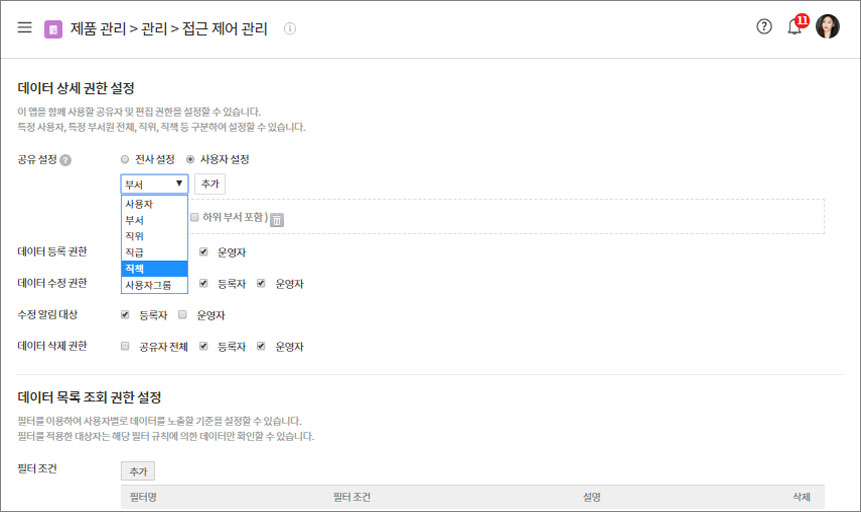 제품 관리 > 관리 > 접근 제어 관리
11
데이터 상세 권한 설정
이 앱을 함께 사용할 공유자 및 편집 권한을 설정할 수 있습니다.
특정 사용자, 특정 부서원 전체, 직위, 직책 등 구분하여 설정할 수 있습니다.
공유 설정 ? 전사 설정 사용자 설정
부서 ▼ 추가
사용자
부서 하위 부서 포함 )
직위
직급
직책
사용자그룹
데이터 등록 권한 운영자
데이터 수정 권한 등록자 운영자
수정 알림 대상 등록자 운영자
데이터 삭제 권한 공유자 전체 등록자 운영자
데이터 목록 조회 권한 설정
필터를 이용하여 사용자별로 데이터를 노출할 기준을 설정할 수 있습니다.
필터를 적용한 대상자는 해당 필터 규칙에 의한 데이터만 확인할 수 있습니다.
필터 조건 추가
필터명 필터 조건 설명 삭제